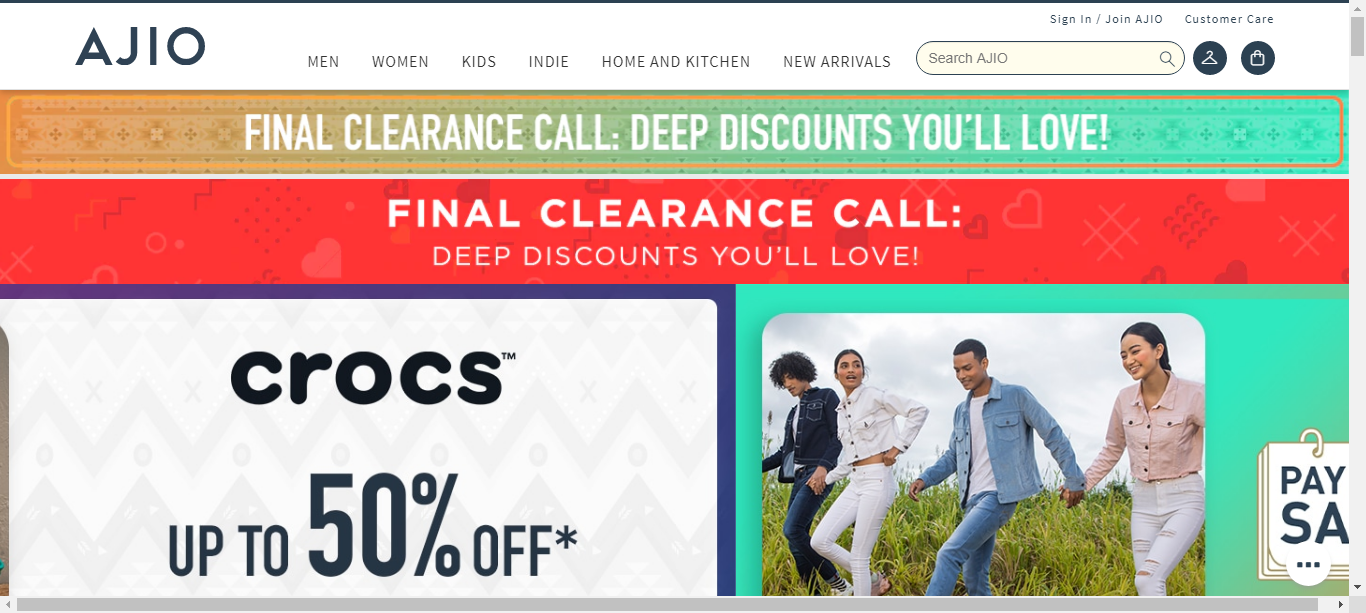 Sign In / Join AJIO Customer Care
AJIO
MEN WOMEN KIDS INDIE HOME AND KITCHEN NEW ARRIVALS
Search AJIO
FINAL CLEARANCE CALL: DEEP DISCOUNTS YOU'LL LOVE!
FINAL CLEARANCE CALL:
DEEP DISCOUNTS YOU'LL LOVE!
crocs™
UP TO 50% OFF*
PAY
SA